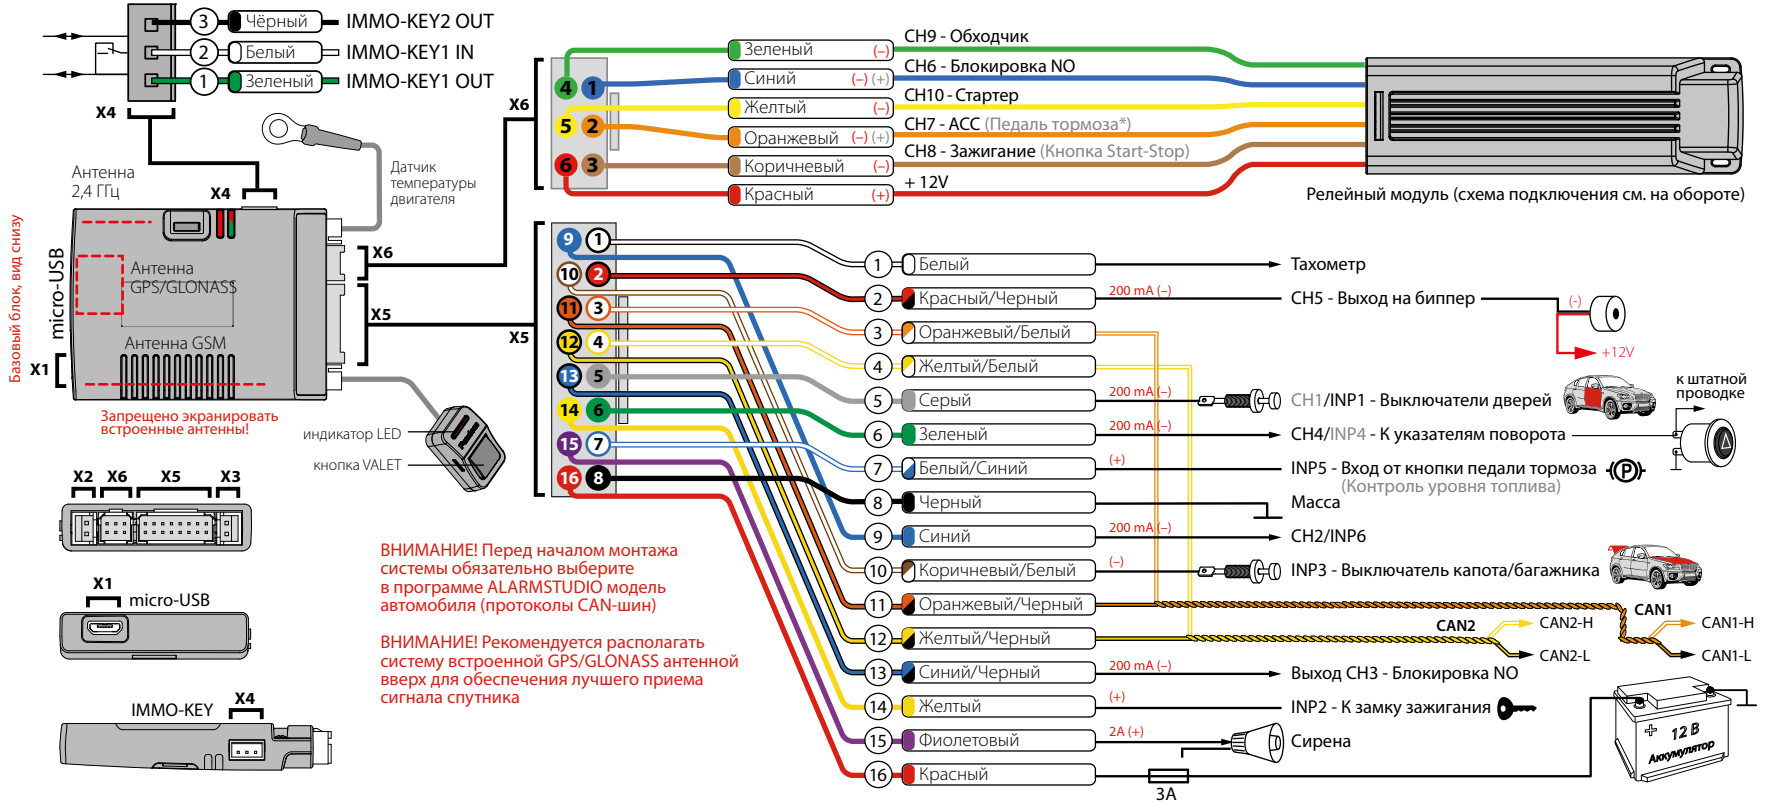 3 Чёрный IMMO-KEY2 OUT
2 Белый IMMO-KEY1 IN
1 Зеленый IMMO-KEY1 OUT
X4
Антенна
2,4 ГГц
X4
Датчик
температуры
двигателя
Базовый блок, вид снизу
micro-USB
Антенна
GPS/GLONASS
Антенна GSM
X1
X6
X5
Запрещено экранировать
встроенные антенны!
индикатор LED
кнопка VALET
X2 X6 X5 X3
X1
micro-USB
IMMO-KEY
X4
ВНИМАНИЕ! Перед началом монтажа
системы обязательно выберите
в программе ALARMSTUDIO модель
автомобиля (протоколы CAN-шин)
ВНИМАНИЕ! Рекомендуется располагать
систему встроенной GPS/GLONASS антенной
вверх для обеспечения лучшего приема
сигнала спутника
X6
4 1
5 2
6 3
Зеленый (–) CH9 - Обходчик
Синий (–) (+) CH6 - Блокировка NO
Желтый (–) CH10 - Стартер
Оранжевый (–) (+) CH7 - ACC (Педаль тормоза*)
Коричневый (–) CH8 - Зажигание (Кнопка Start-Stop)
Красный (+) + 12V
Релейный модуль (схема подключения см. на обороте)
X5
9 1
10 2
11 3
12 4
13 5
14 6
15 7
16 8
1 Белый Тахометр
2 Красный/Черный 200 mA (–) CH5 - Выход на биппер (-)
+12V
3 Оранжевый/Белый
4 Желтый/Белый
5 Серый 200 mA (–) CH1/INP1 - Выключатели дверей
к штатной
проводке
6 Зеленый 200 mA (–) CH4/INP4 - К указателям поворота
7 Белый/Синий (+) INP5 - Вход от кнопки педали тормоза (P)
(Контроль уровня топлива)
8 Черный Масса
9 Синий 200 mA (–) CH2/INP6
10 Коричневый/Белый (–) INP3 - Выключатель капота/багажника
11 Оранжевый/Черный CAN1
CAN1-H
CAN1-L
12 Желтый/Черный CAN2
CAN2-H
CAN2-L
13 Синий/Черный 200 mA (–) Выход CH3 - Блокировка NO
14 Желтый (+) INP2 - К замку зажигания
15 Фиолетовый 2A (+) Сирена
16 Красный 3A
+ 12 В
Аккумулятор